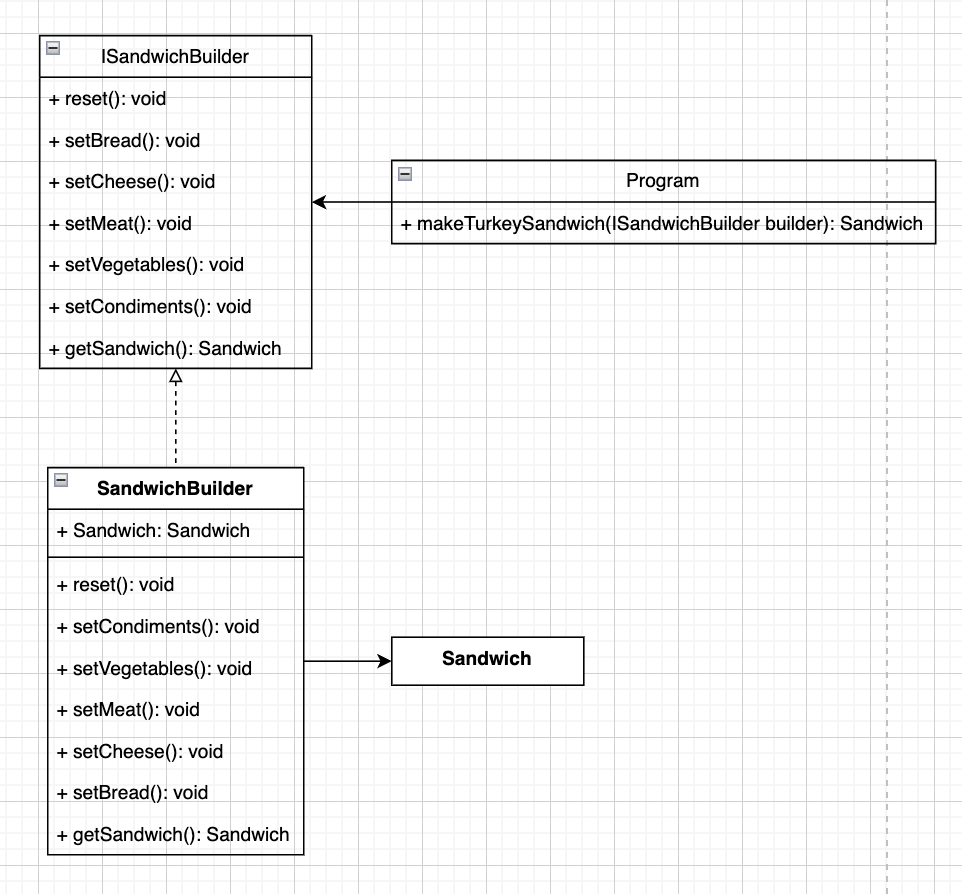 ISandwichBuilder
+ reset(): void
+ setBread(): void
+ setCheese(): void
+ setMeat(): void
+ setVegetables(): void
+ setCondiments(): void
+ getSandwich(): Sandwich
Program
+ makeTurkeySandwich(ISandwichBuilder builder): Sandwich
SandwichBuilder
+ Sandwich: Sandwich
+ reset(): void
+ setCondiments(): void
+ setVegetables(): void
+ setMeat(): void
+ setCheese(): void
+ setBread(): void
+ getSandwich(): Sandwich
Sandwich